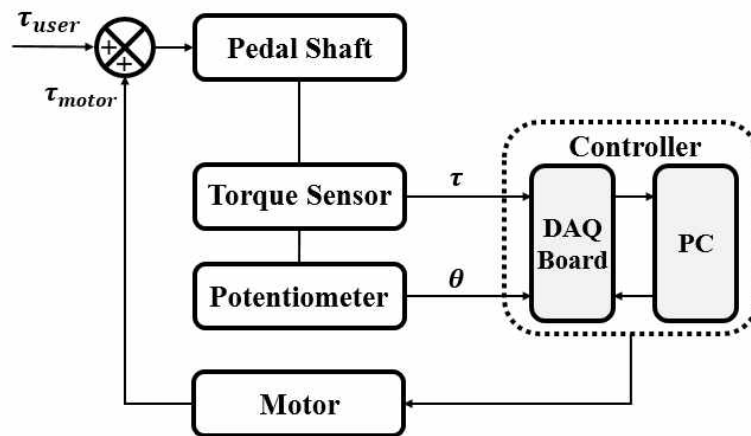 τ_user
+
+
τ_motor
Pedal Shaft
Controller
Torque Sensor
τ
DAQ
Board
PC
Potentiometer
θ
Motor